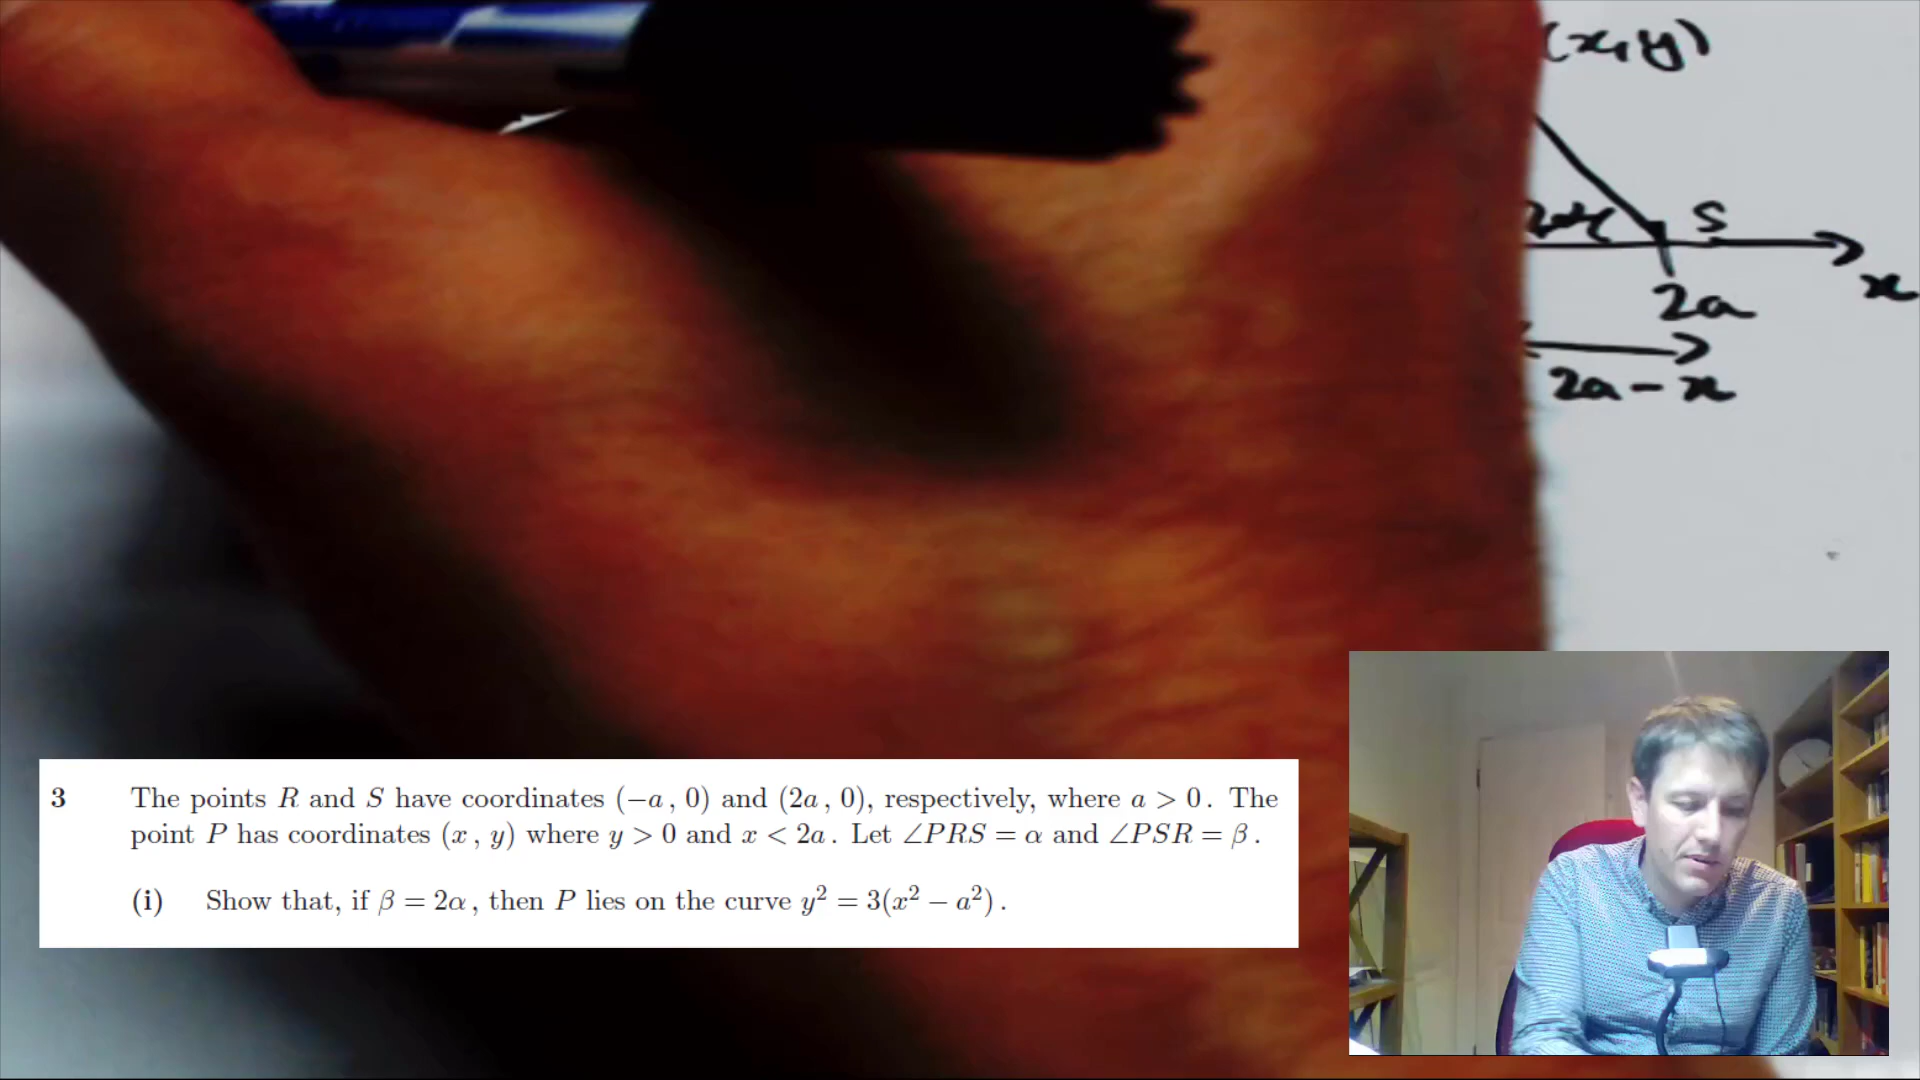 (x, y)
S
2a
x
2a - x
3 The points R and S have coordinates (−a , 0) and (2a , 0), respectively, where a > 0. The
point P has coordinates (x , y) where y > 0 and x < 2a. Let ∠PRS = α and ∠PSR = β.
(i) Show that, if β = 2α, then P lies on the curve y² = 3(x² − a²).